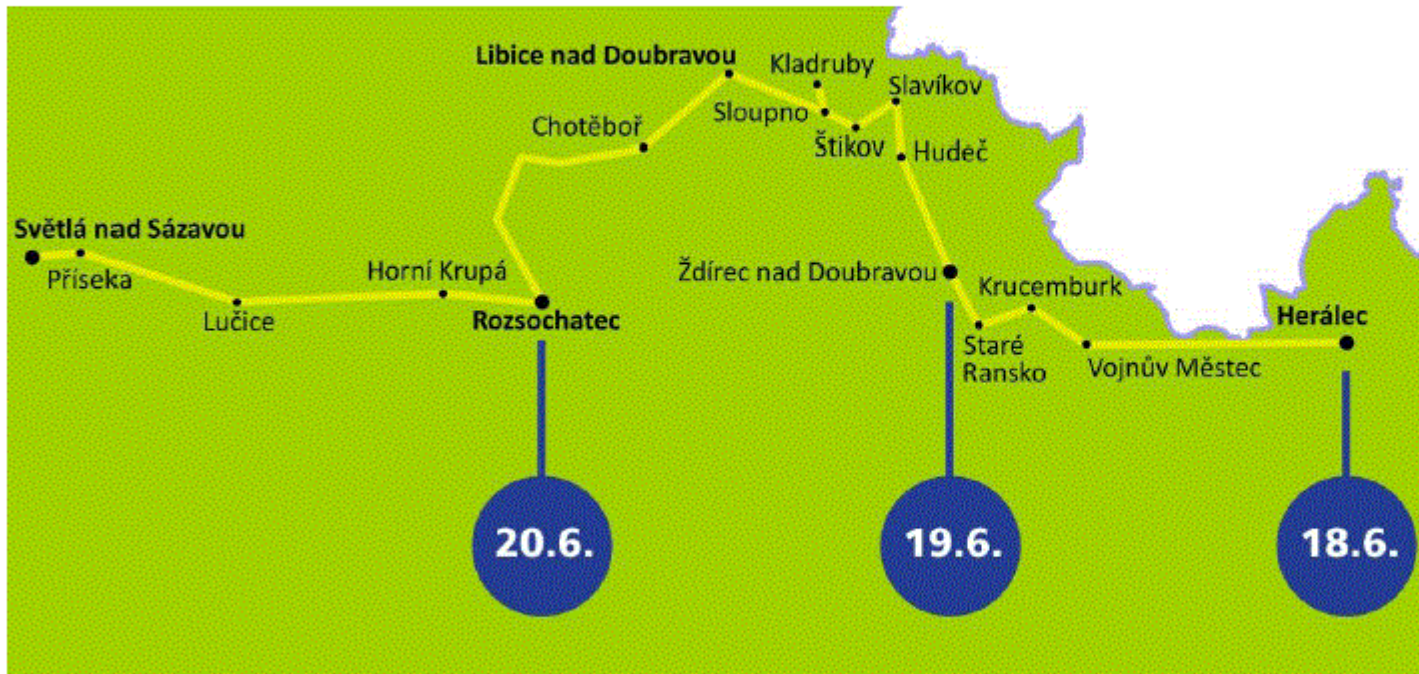 Libice nad Doubravou
Kladruby
Slavíkov
Sloupno
Chotěboř
Štikov
Hudeč
Světlá nad Sázavou
Příseka
Horní Krupá
Ždírec nad Doubravou
Krucemburk
Lučice
Rozsochatec
Herálec
Staré
Ransko
Vojnův Městec
20.6.
19.6.
18.6.